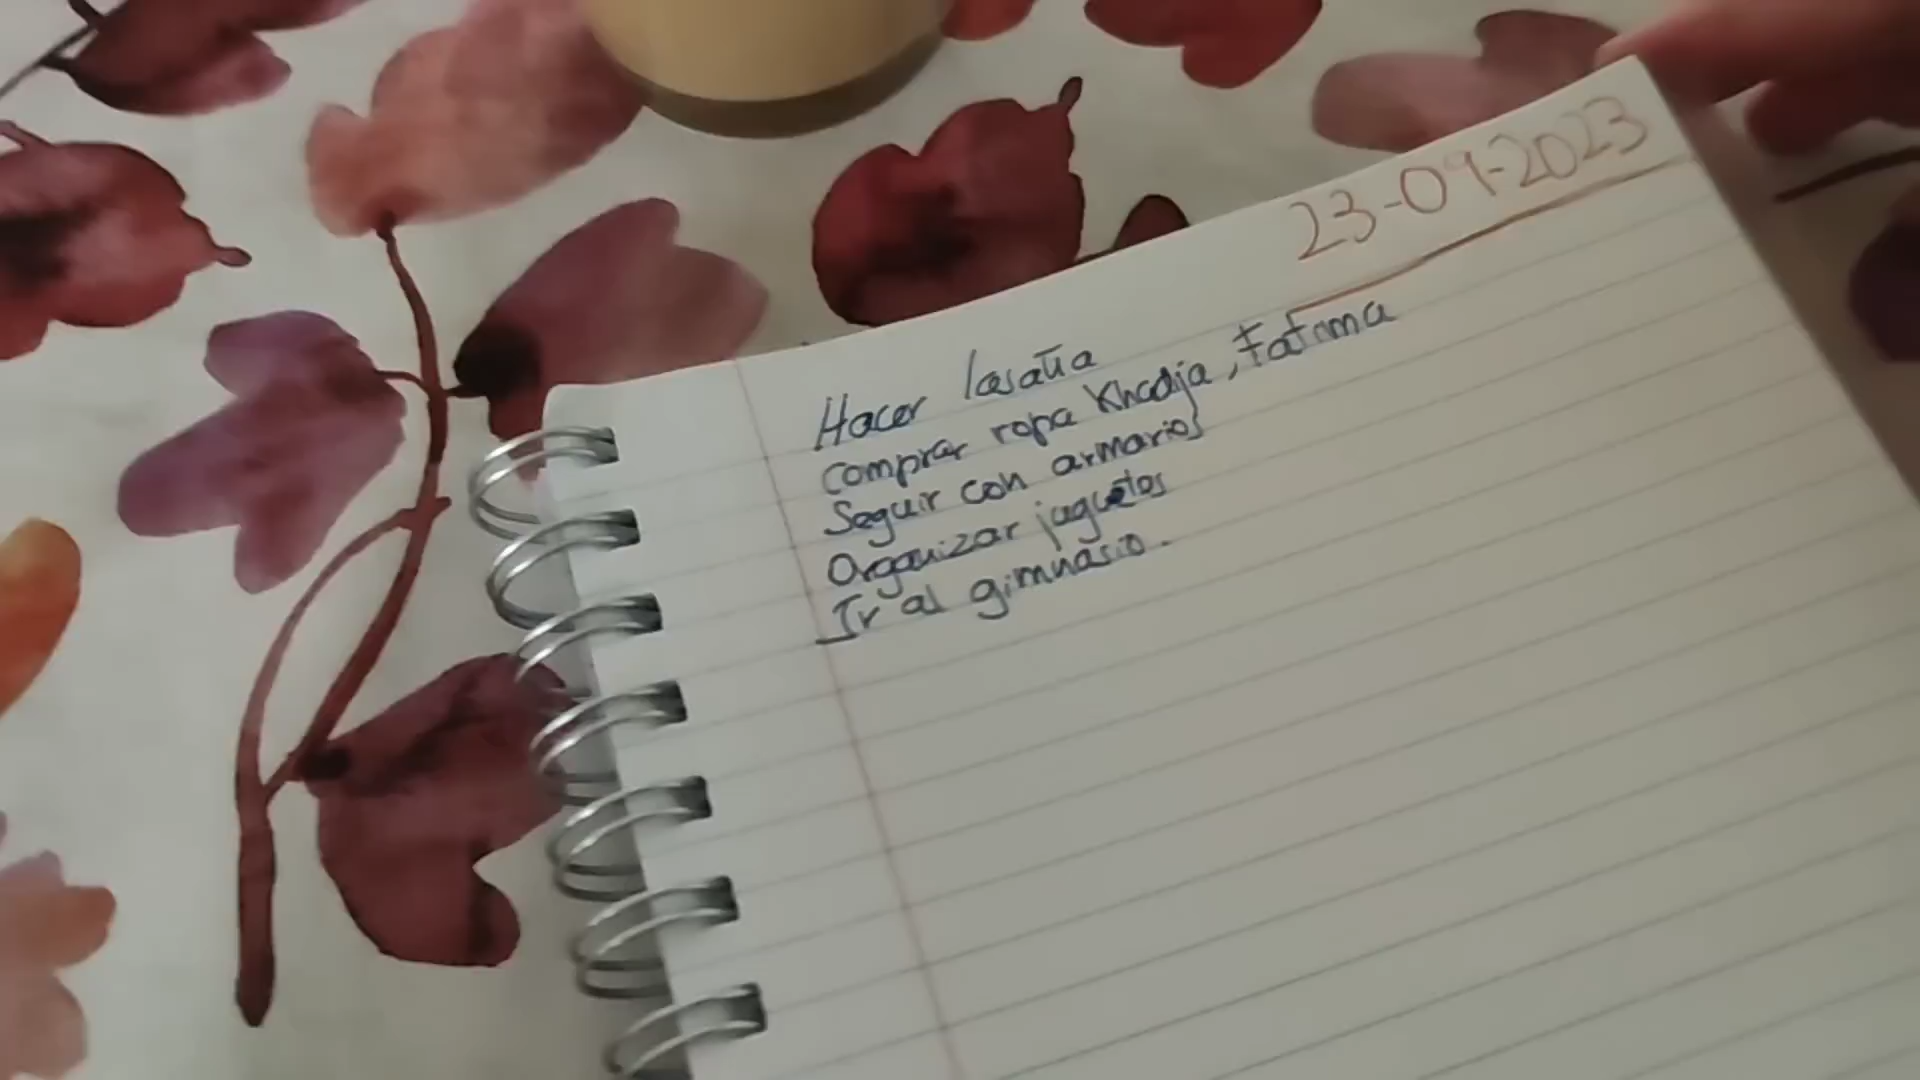 23-09-2023
Hacer lasaña
comprar ropa Khadija, Fatima
Seguir con armarios
Organizar juguetes
Ir al gimnasio.